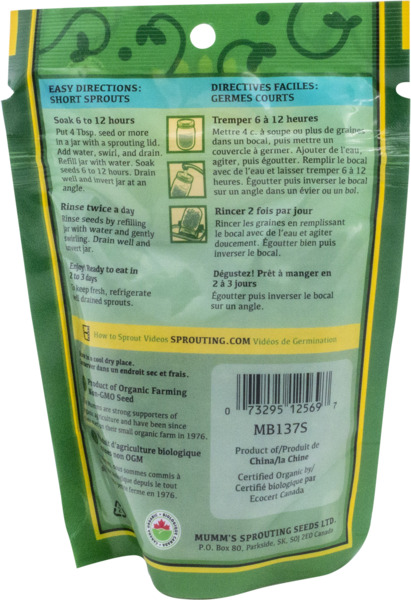 EASY DIRECTIONS:
SHORT SPROUTS
Soak 6 to 12 hours
Put 4 Tbsp. seed or more
in a jar with a sprouting lid.
Add water, swirl, and drain.
Refill jar with water. Soak
seeds 6 to 12 hours. Drain
well and invert jar at an
angle.
Rinse twice a day
Rinse seeds by refilling
jar with water and gently
swirling. Drain well and
invert jar.
Enjoy! Ready to eat in
2 to 3 days
To keep fresh, refrigerate
well drained sprouts.
DIRECTIVES FACILES:
GERMES COURTS
Tremper 6 à 12 heures
Mettre 4 c. à soupe ou plus de graines
dans un bocal, puis mettre un
couvercle à germer. Ajouter de l'eau,
agiter, puis égoutter. Remplir le bocal
avec de l'eau et laisser tremper 6 à 12
heures. Égoutter puis inverser le bocal
sur un angle dans un évier ou un bol.
Rincer 2 fois par jour
Rincer les graines en remplissant
le bocal avec de l'eau et agiter
doucement. Égoutter bien puis
inverser le bocal.
Dégustez! Prêt à manger en
2 à 3 jours
Égoutter puis inverser le bocal
sur un angle.
How to Sprout Videos SPROUTING.COM Vidéos de Germination
in a cool dry place.
dans un endroit sec et frais.
Product of Organic Farming
Non-GMO Seed
are strong supporters of
agriculture and have been since
their small organic farm in 1976.
d'agriculture biologique
non OGM
sommes commis à
biologique depuis le tout
ferme en 1976.
CANADA ORGANIC • BIOLOGIQUE CANADA
0 73295 12569 7
MB137S
Product of/Produit de
China/la Chine
Certified Organic by/
Certifié biologique par
Ecocert Canada
MUMM'S SPROUTING SEEDS LTD.
P.O. Box 80, Parkside, SK, S0J 2E0 Canada